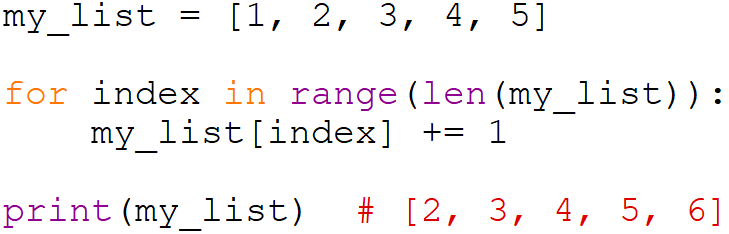 my_list = [1, 2, 3, 4, 5]
for index in range(len(my_list)):
    my_list[index] += 1
print(my_list)  # [2, 3, 4, 5, 6]